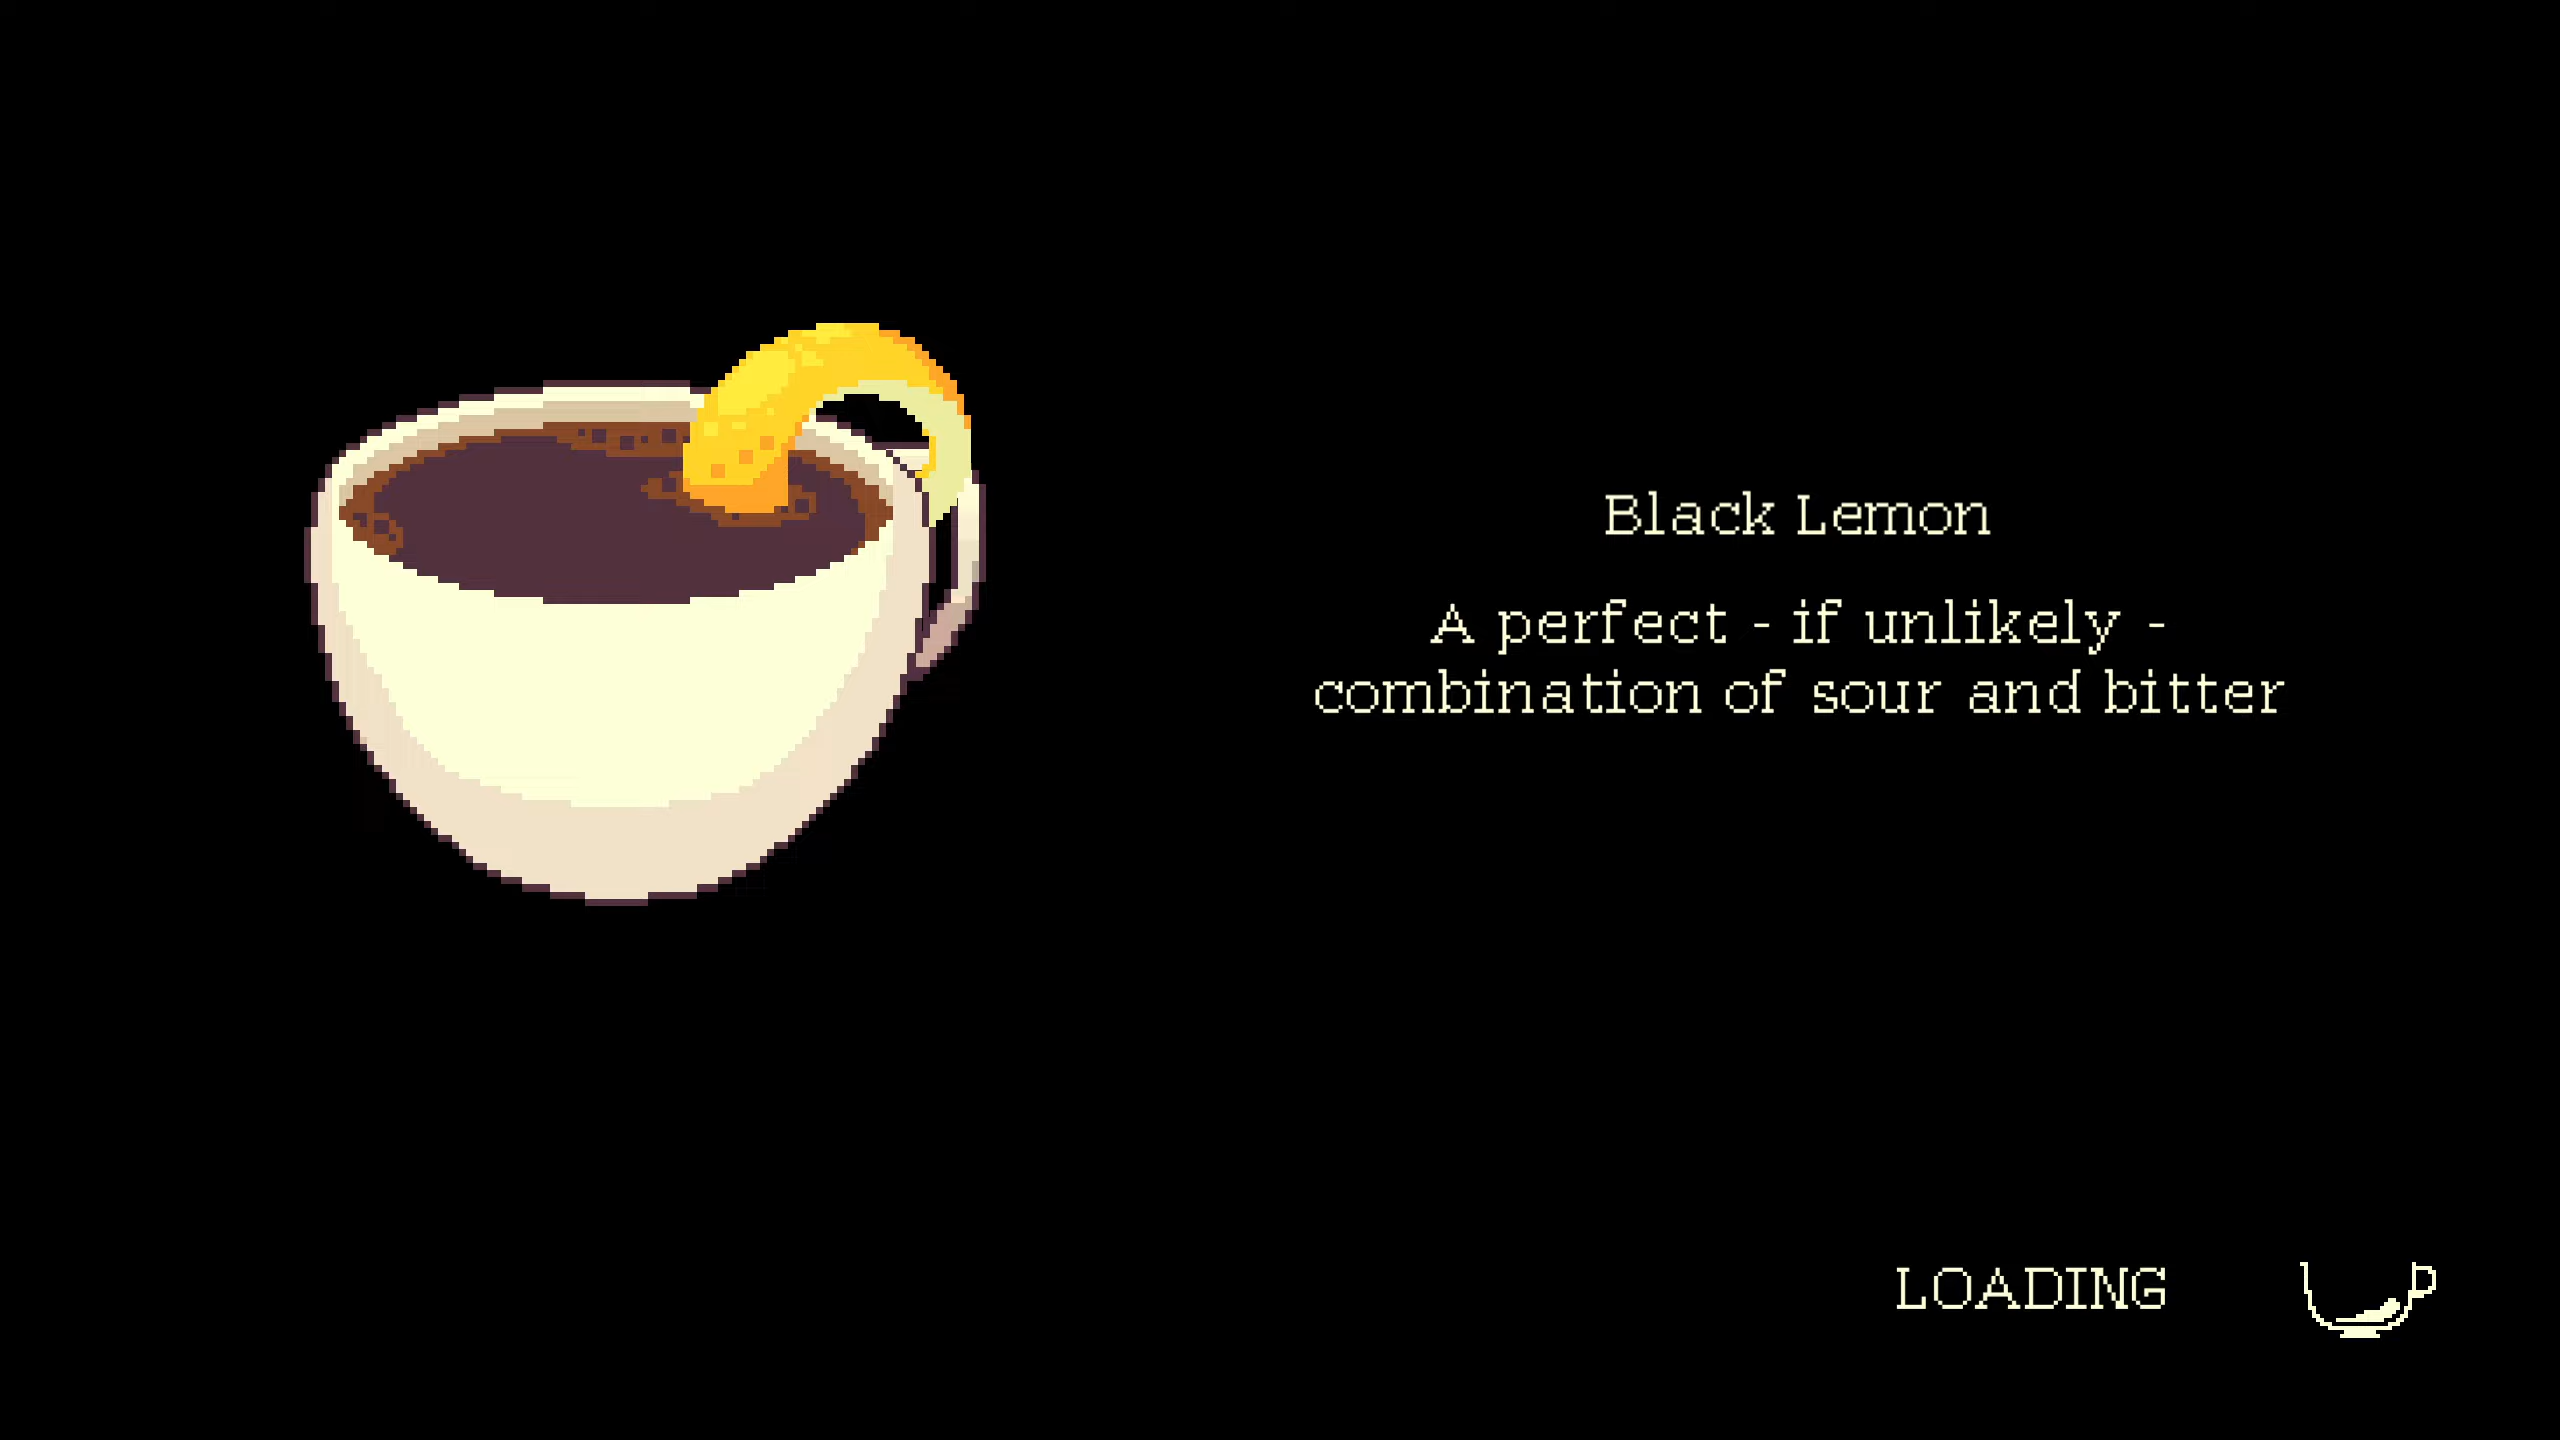 Black Lemon
A perfect - if unlikely -
combination of sour and bitter
LOADING